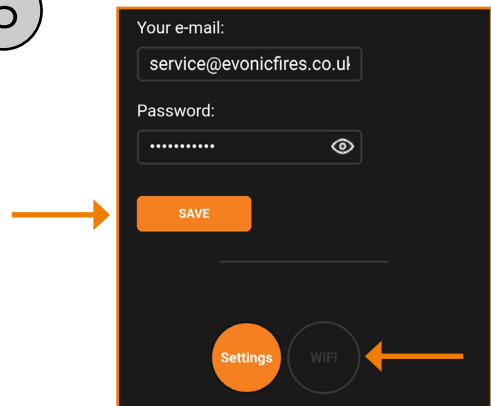 Your e-mail:
service@evonicfires.co.uk
Password:
•••••••••••
SAVE
Settings
WiFi